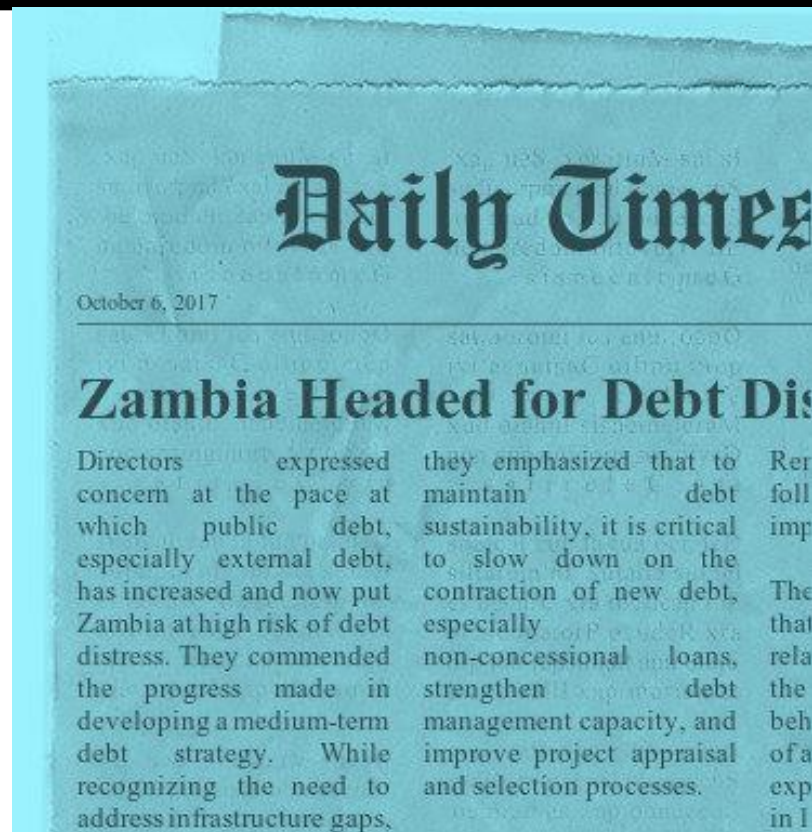 Daily Times
October 6, 2017
Zambia Headed for Debt
Directors expressed
concern at the pace at
which public debt,
especially external debt,
has increased and now put
Zambia at high risk of debt
distress. They commended
the progress made in
developing a medium-term
debt strategy. While
recognizing the need to
address infrastructure gaps,
they emphasized that to
maintain debt
sustainability, it is critical
to slow down on the
contraction of new debt,
especially
non-concessional loans,
strengthen debt
management capacity, and
improve project appraisal
and selection processes.
The
the
of a